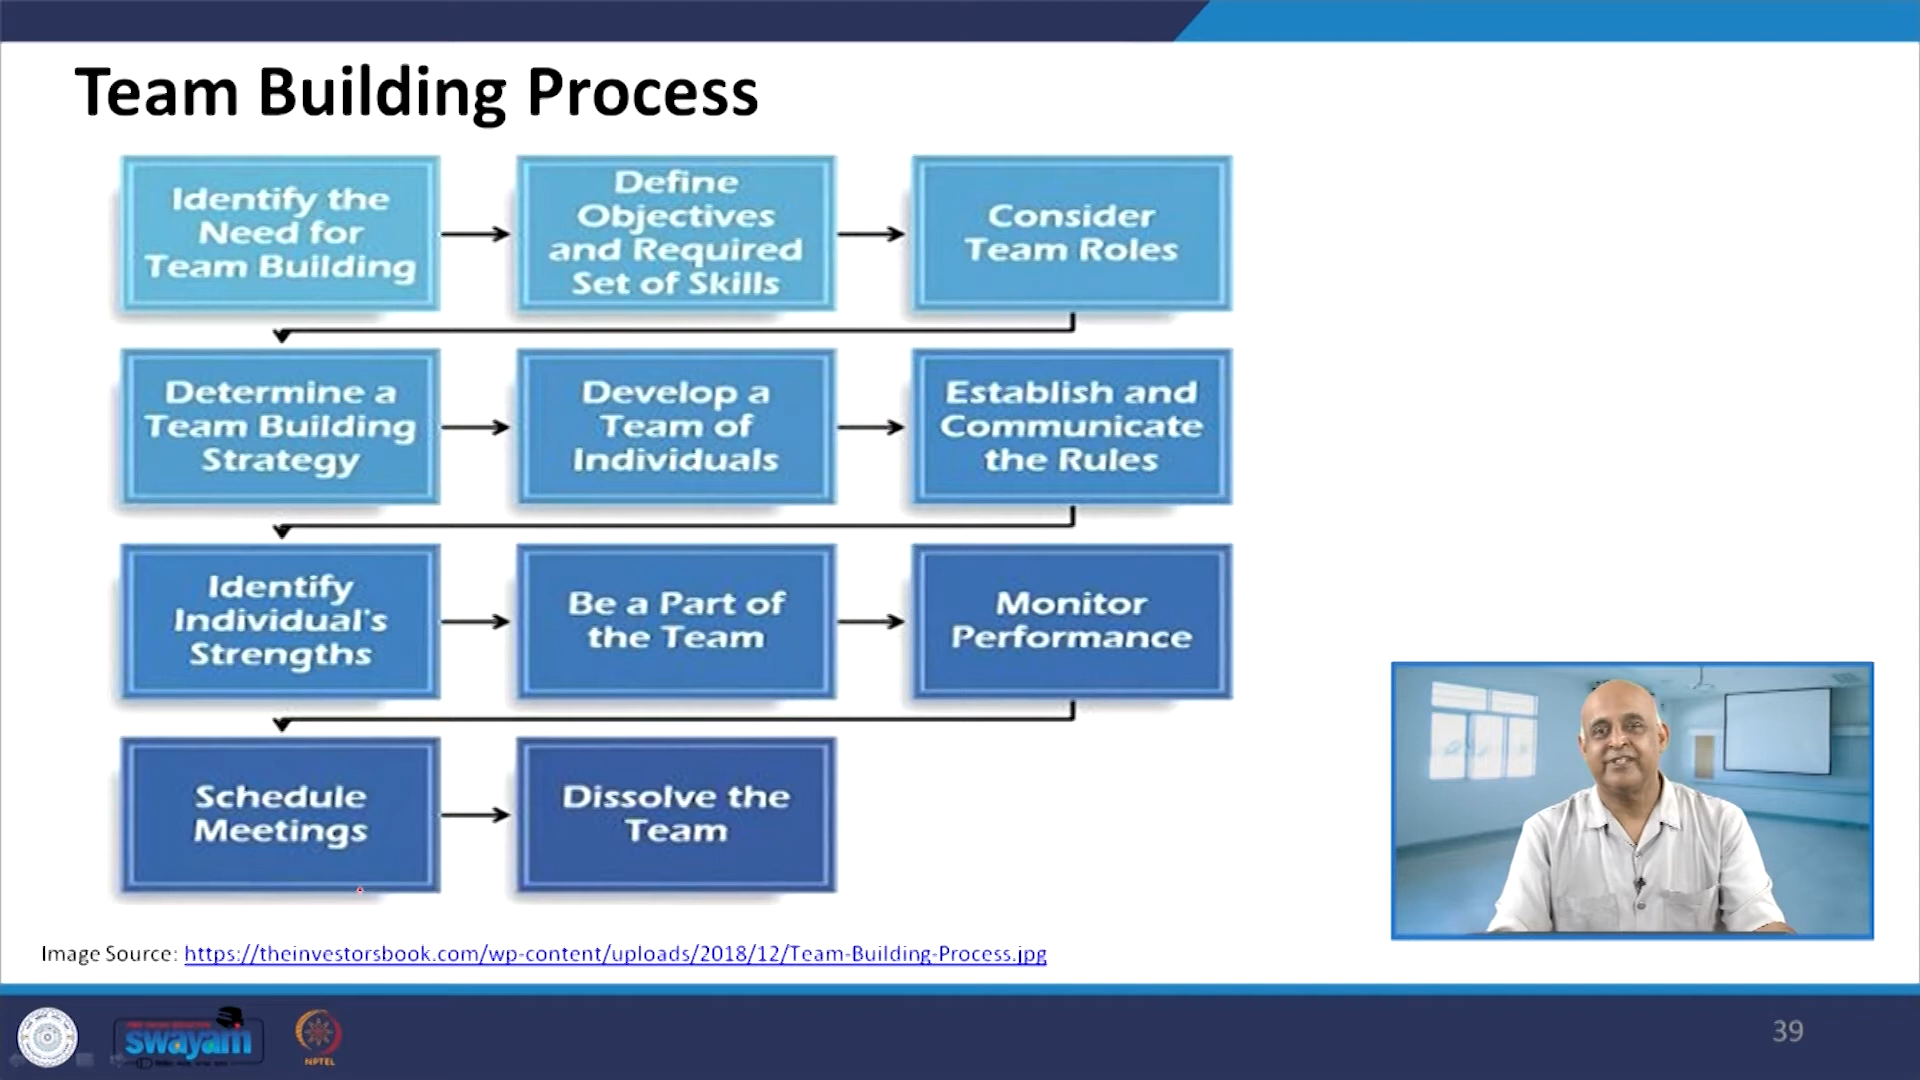 Team Building Process
Identify the
Need for
Team Building
Define
Objectives
and Required
Set of Skills
Consider
Team Roles
Determine a
Team Building
Strategy
Develop a
Team of
Individuals
Establish and
Communicate
the Rules
Identify
Individual's
Strengths
Be a Part of
the Team
Monitor
Performance
Schedule
Meetings
Dissolve the
Team
Image Source: https://theinvestorsbook.com/wp-content/uploads/2018/12/Team-Building-Process.jpg
swayam
NPTEL
39